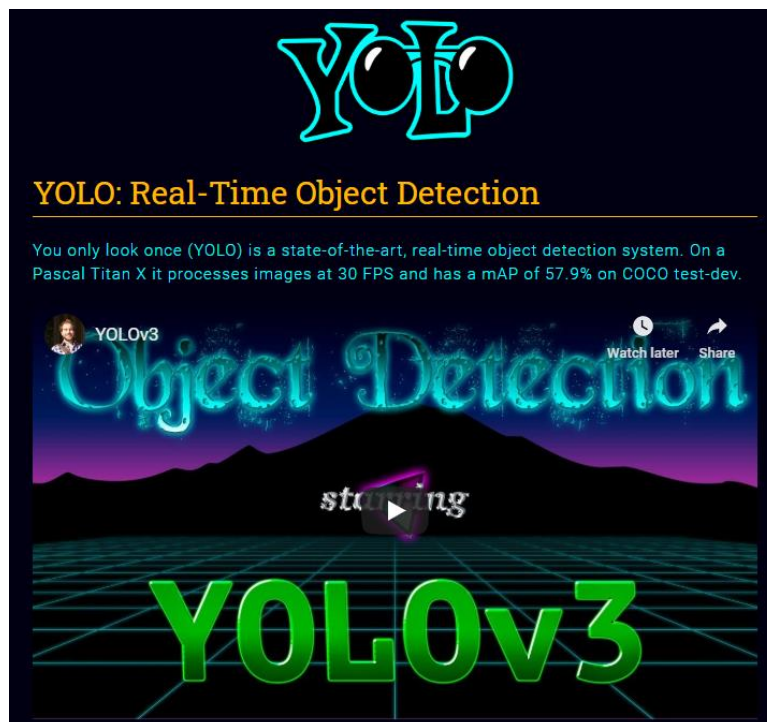 YOLO
YOLO: Real-Time Object Detection
You only look once (YOLO) is a state-of-the-art, real-time object detection system. On a
Pascal Titan X it processes images at 30 FPS and has a mAP of 57.9% on COCO test-dev.
YOLOv3
Watch later
Share
Object Detection
starring
YOLOv3